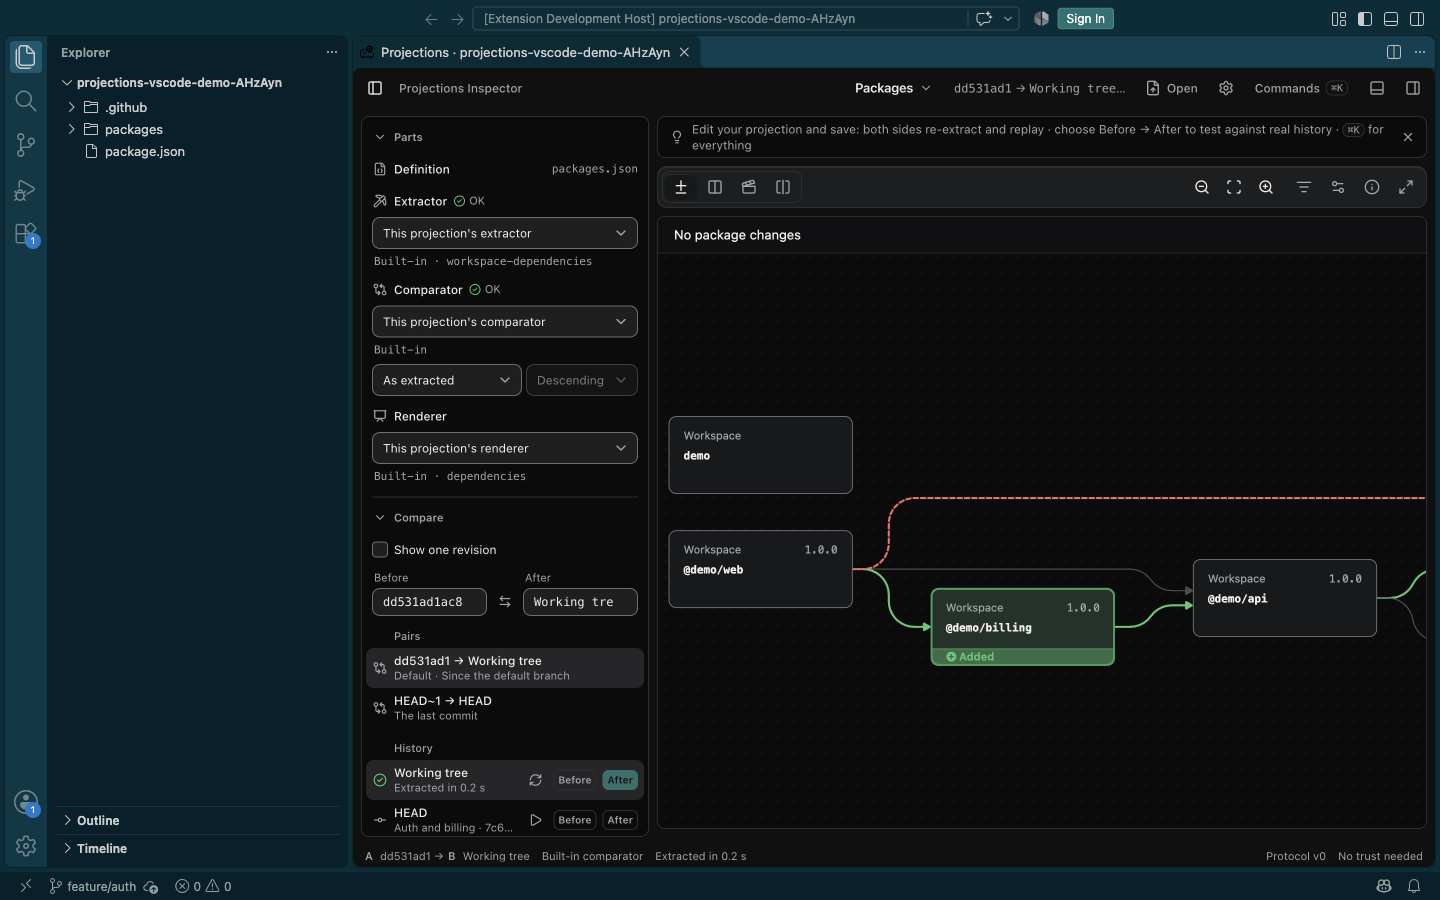 [Extension Development Host] projections-vscode-demo-AHzAyn
Sign In
Explorer
projections-vscode-demo-AHzAyn
.github
packages
package.json
Outline
Timeline
Projections · projections-vscode-demo-AHzAyn
Projections Inspector
Packages
dd531ad1 → Working tree…
Open
Commands ⌘K
Parts
Definition packages.json
Extractor OK
This projection's extractor
Built-in · workspace-dependencies
Comparator OK
This projection's comparator
Built-in
As extracted
Descending
Renderer
This projection's renderer
Built-in · dependencies
Compare
Show one revision
Before After
dd531ad1ac8 Working tre
Pairs
dd531ad1 → Working tree
Default · Since the default branch
HEAD~1 → HEAD
The last commit
History
Working tree
Extracted in 0.2 s
Before After
HEAD
Auth and billing · 7c6…
Before After
Edit your projection and save: both sides re-extract and replay · choose Before → After to test against real history · ⌘K for
everything
No package changes
Workspace
demo
Workspace 1.0.0
@demo/web
Workspace 1.0.0
@demo/billing
Added
Workspace 1.0.0
@demo/api
A dd531ad1 → B Working tree Built-in comparator Extracted in 0.2 s
Protocol v0 No trust needed
1
1
feature/auth 0 0